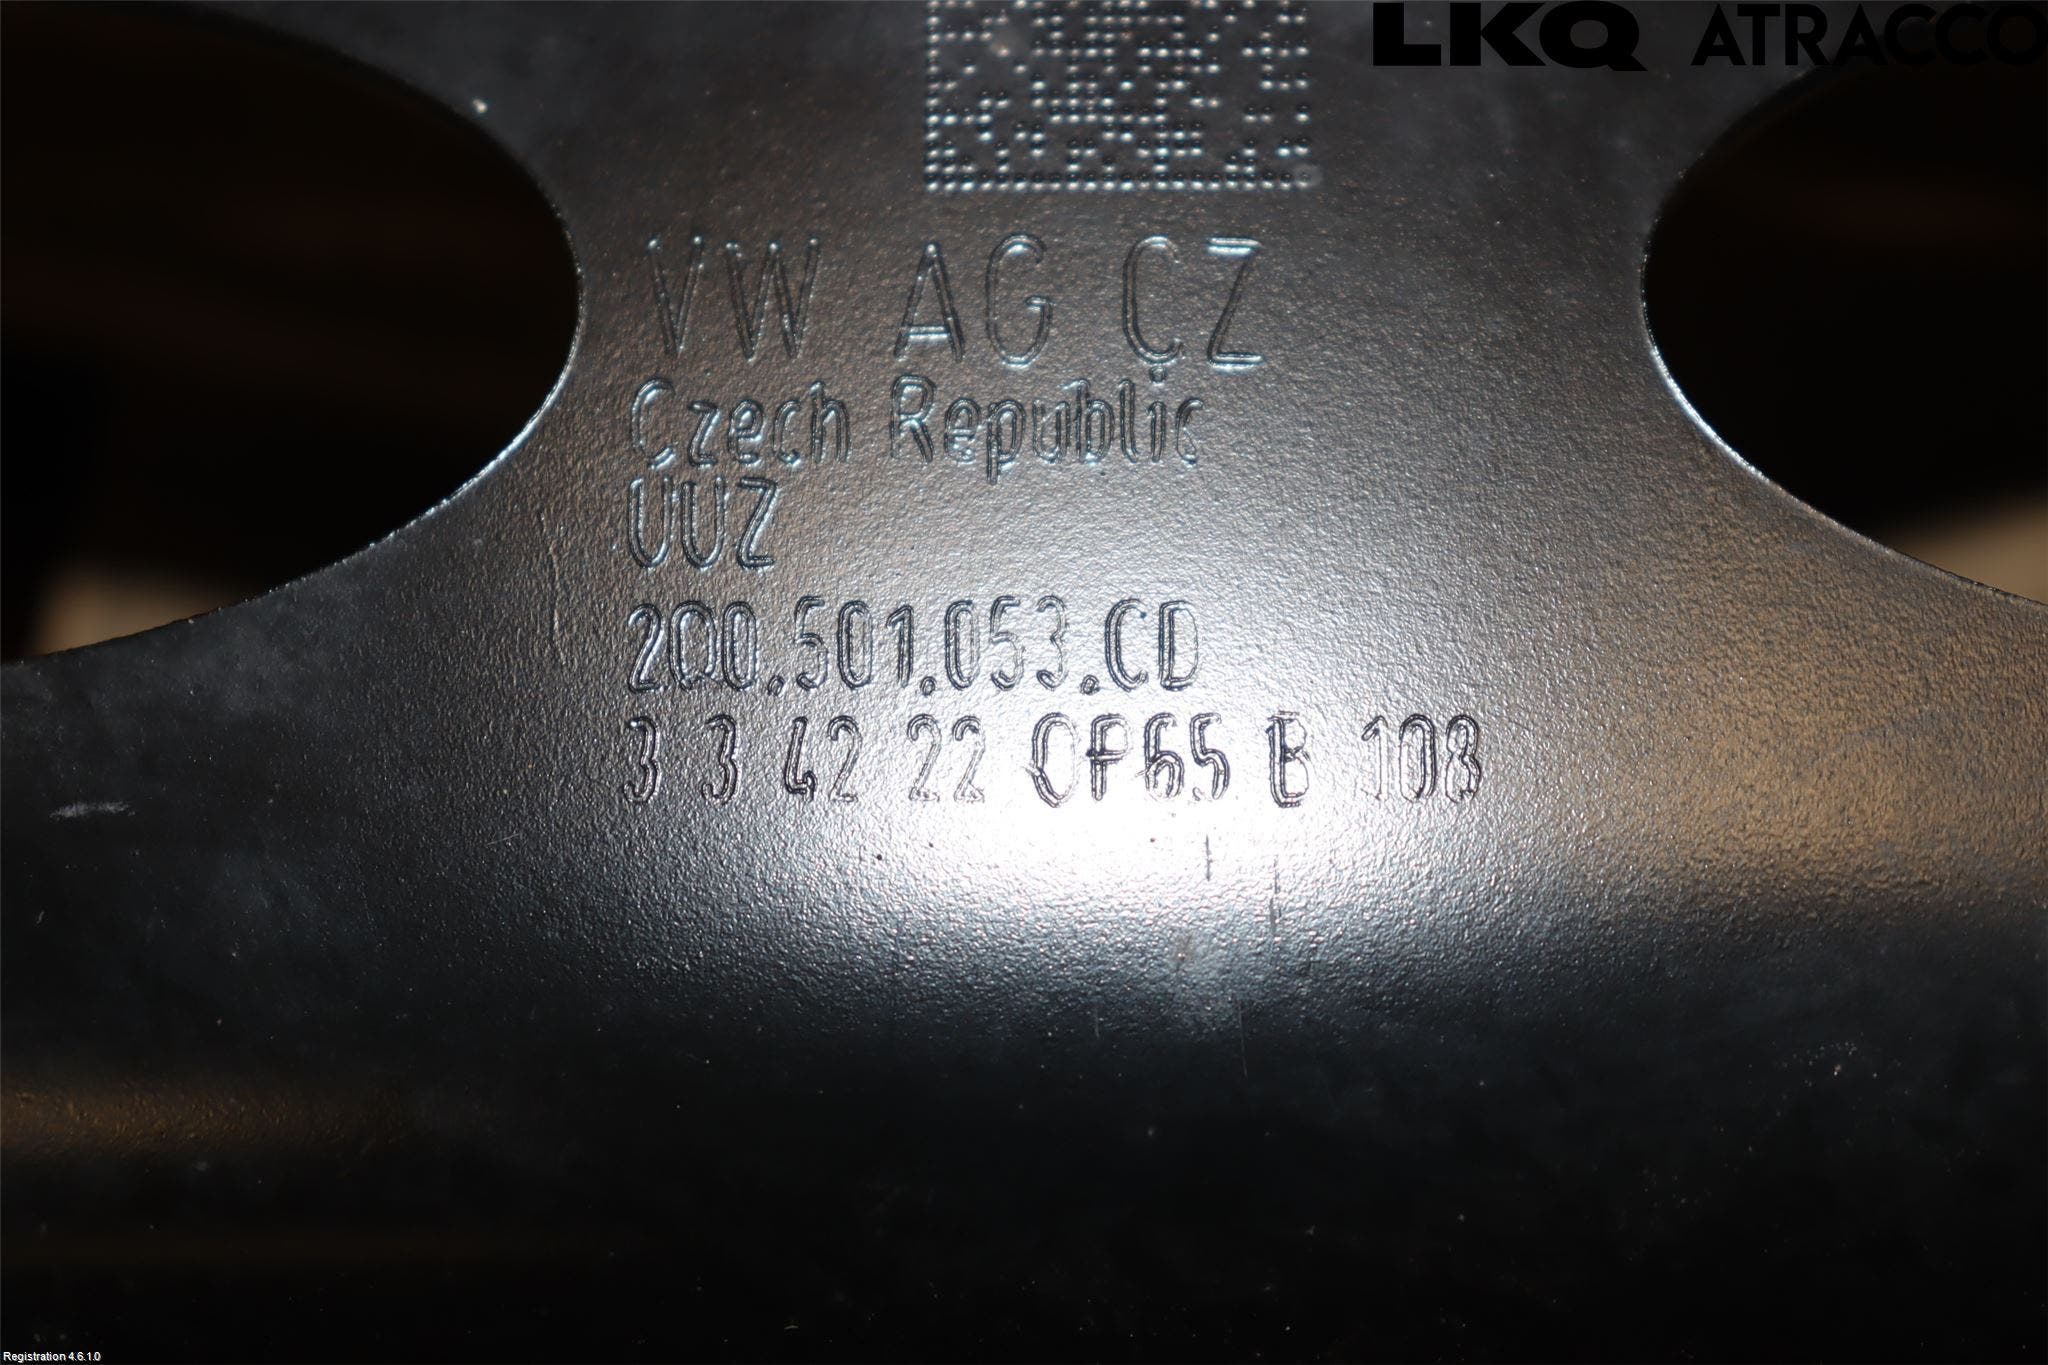 LKQ ATRACCO
VW AG CZ
Czech Republic
UUZ
2Q0.501.053.CD
3 3 42 22 OP65 B 108
Registration 4.6.1.0